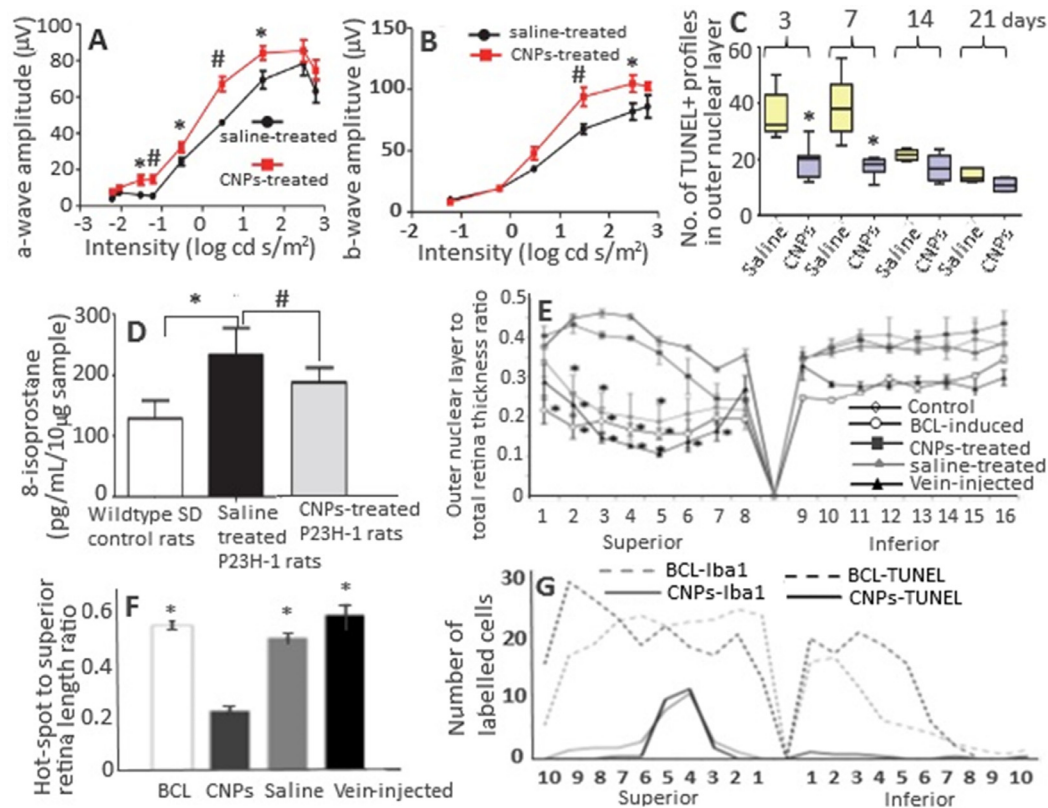 A
a-wave amplitude (μV)
100
80
60
40
20
0
* # * # *
saline-treated
CNPs-treated
-3 -2 -1 0 1 2 3
Intensity (log cd s/m²)
B
b-wave amplituve (μV)
saline-treated
CNPs-treated
150
100
50
0
# *
-2 -1 0 1 2 3
Intensity (log cd s/m²)
C
3 7 14 21 days
No. of TUNEL+ profiles
in outer nuclear layer
60
40
20
0
* *
Saline CNPs Saline CNPs Saline CNPs Saline CNPs
D
8-isoprostane
(pg/mL/10μg sample)
300
200
100
0
* #
Wildtype SD
control rats
Saline
treated
P23H-1 rats
CNPs-treated
P23H-1 rats
E
Outer nuclear layer to
total retina thickness ratio
0.5
0.4
0.3
0.2
0.1
0
Control
BCL-induced
CNPs-treated
saline-treated
Vein-injected
1 2 3 4 5 6 7 8 9 10 11 12 13 14 15 16
Superior Inferior
F
Hot-spot to superior
retina length ratio
0.6
0.4
0.2
0
* * *
BCL CNPs Saline Vein-injected
G
BCL-Iba1 BCL-TUNEL
CNPs-Iba1 CNPs-TUNEL
Number of
labelled cells
30
20
10
0
10 9 8 7 6 5 4 3 2 1 1 2 3 4 5 6 7 8 9 10
Superior Inferior